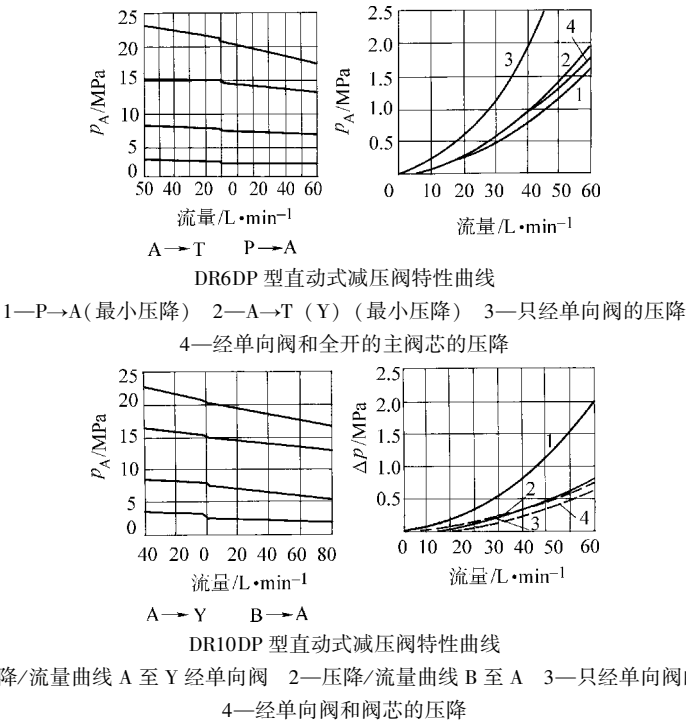 25
20
15
10
5
0
pA/MPa
50 40 20 0 20 40 60
流量/L•min⁻¹
A→T P→A
2.5
2.0
1.5
1.0
0.5
pA/MPa
3
4
2
1
0 10 20 30 40 50 60
流量/L•min⁻¹
DR6DP 型直动式减压阀特性曲线
1—P→A(最小压降) 2—A→T (Y) (最小压降) 3—只经单向阀的压降
4—经单向阀和全开的主阀芯的压降
25
20
15
10
5
0
pA/MPa
40 20 0 20 40 60 80
流量/L•min⁻¹
A→Y B→A
2.5
2.0
1.5
1.0
0.5
Δp/MPa
1
2
3
4
0 10 20 30 40 50 60
流量/L•min⁻¹
DR10DP 型直动式减压阀特性曲线
降/流量曲线 A 至 Y 经单向阀 2—压降/流量曲线 B 至 A 3—只经单向阀
4—经单向阀和阀芯的压降